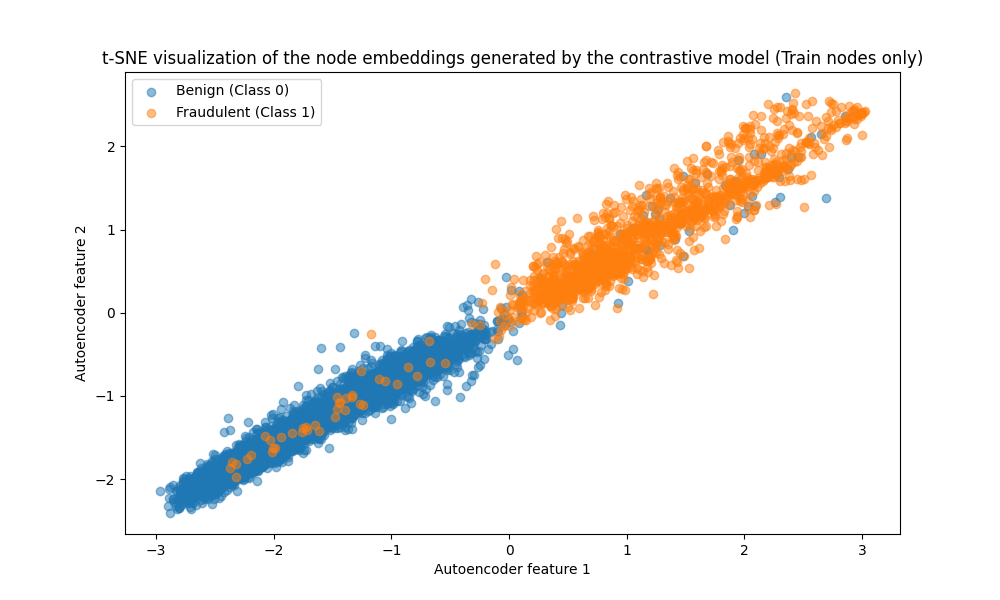 t-SNE visualization of the node embeddings generated by the contrastive model (Train nodes only)
Benign (Class 0)
Fraudulent (Class 1)
Autoencoder feature 2
2
1
0
−1
−2
−3
−2
−1
0
1
2
3
Autoencoder feature 1